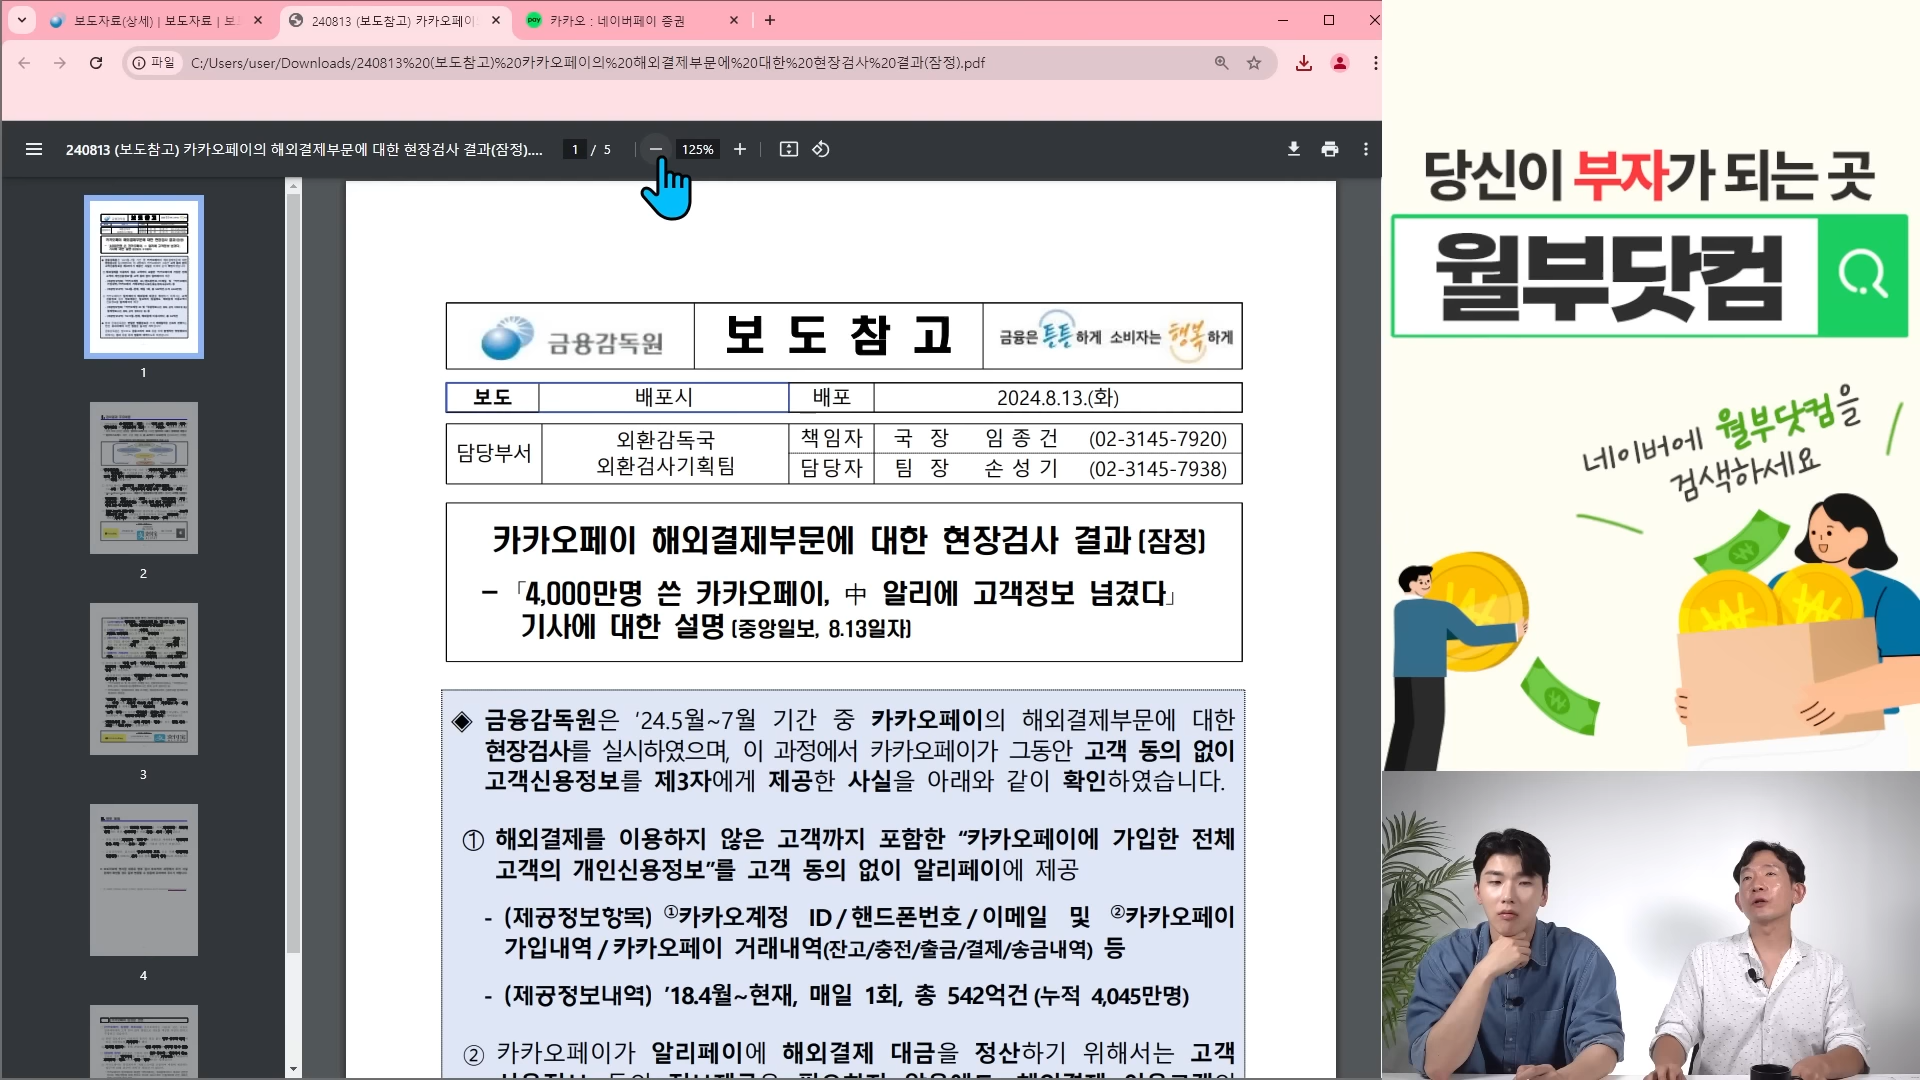 보도자료(상세) | 보도자료 | 보
240813 (보도참고) 카카오페이
pay 카카오 : 네이버페이 증권
파일 C:/Users/user/Downloads/240813%20(보도참고)%20카카오페이의%20해외결제부문에%20대한%20현장검사%20결과(잠정).pdf
240813 (보도참고) 카카오페이의 해외결제부문에 대한 현장검사 결과(잠정)....
1 / 5
125%
1
2
3
4
금융감독원
보 도 참 고
금융은 튼튼하게 소비자는 행복하게
보도 배포시 배포 2024.8.13.(화)
담당부서
외환감독국
외환검사기획팀
책임자 국 장 임 종 건 (02-3145-7920)
담당자 팀 장 손 성 기 (02-3145-7938)
카카오페이 해외결제부문에 대한 현장검사 결과(잠정)
– 「4,000만명 쓴 카카오페이, 中 알리에 고객정보 넘겼다」
기사에 대한 설명(중앙일보, 8.13일자)
◈ 금융감독원은 ’24.5월~7월 기간 중 카카오페이의 해외결제부문에 대한
현장검사를 실시하였으며, 이 과정에서 카카오페이가 그동안 고객 동의 없이
고객신용정보를 제3자에게 제공한 사실을 아래와 같이 확인하였습니다.
① 해외결제를 이용하지 않은 고객까지 포함한 “카카오페이에 가입한 전체
고객의 개인신용정보”를 고객 동의 없이 알리페이에 제공
- (제공정보항목) ①카카오계정 ID/핸드폰번호/이메일 및 ②카카오페이
가입내역/카카오페이 거래내역(잔고/충전/출금/결제/송금내역) 등
- (제공정보내역) ’18.4월~현재, 매일 1회, 총 542억건(누적 4,045만명)
② 카카오페이가 알리페이에 해외결제 대금을 정산하기 위해서는 고객
당신이 부자가 되는 곳
월부닷컴
네이버에 월부닷컴을
검색하세요